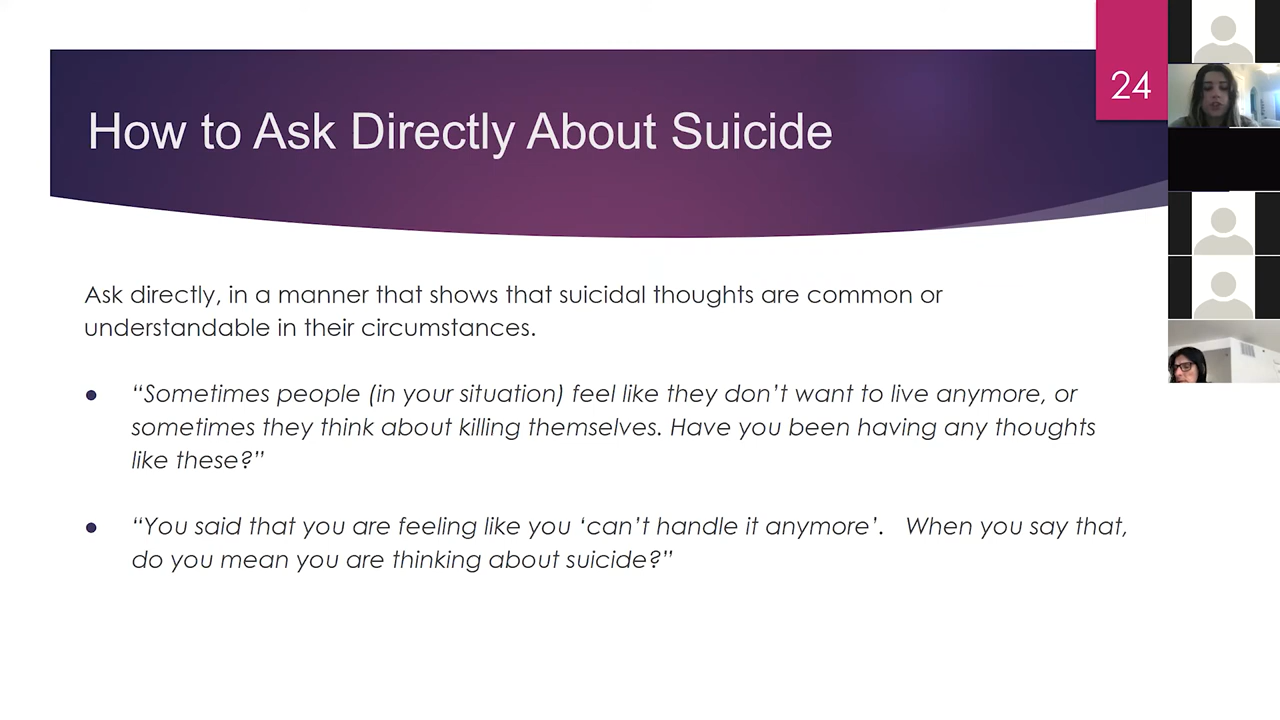 24
How to Ask Directly About Suicide
Ask directly, in a manner that shows that suicidal thoughts are common or
understandable in their circumstances.
● “Sometimes people (in your situation) feel like they don’t want to live anymore, or
sometimes they think about killing themselves. Have you been having any thoughts
like these?”
● “You said that you are feeling like you ‘can’t handle it anymore’. When you say that,
do you mean you are thinking about suicide?”